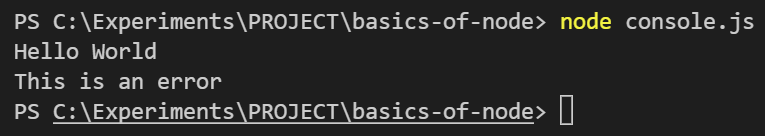 PS C:\Experiments\PROJECT\basics-of-node> node console.js
Hello World
This is an error
PS C:\Experiments\PROJECT\basics-of-node>